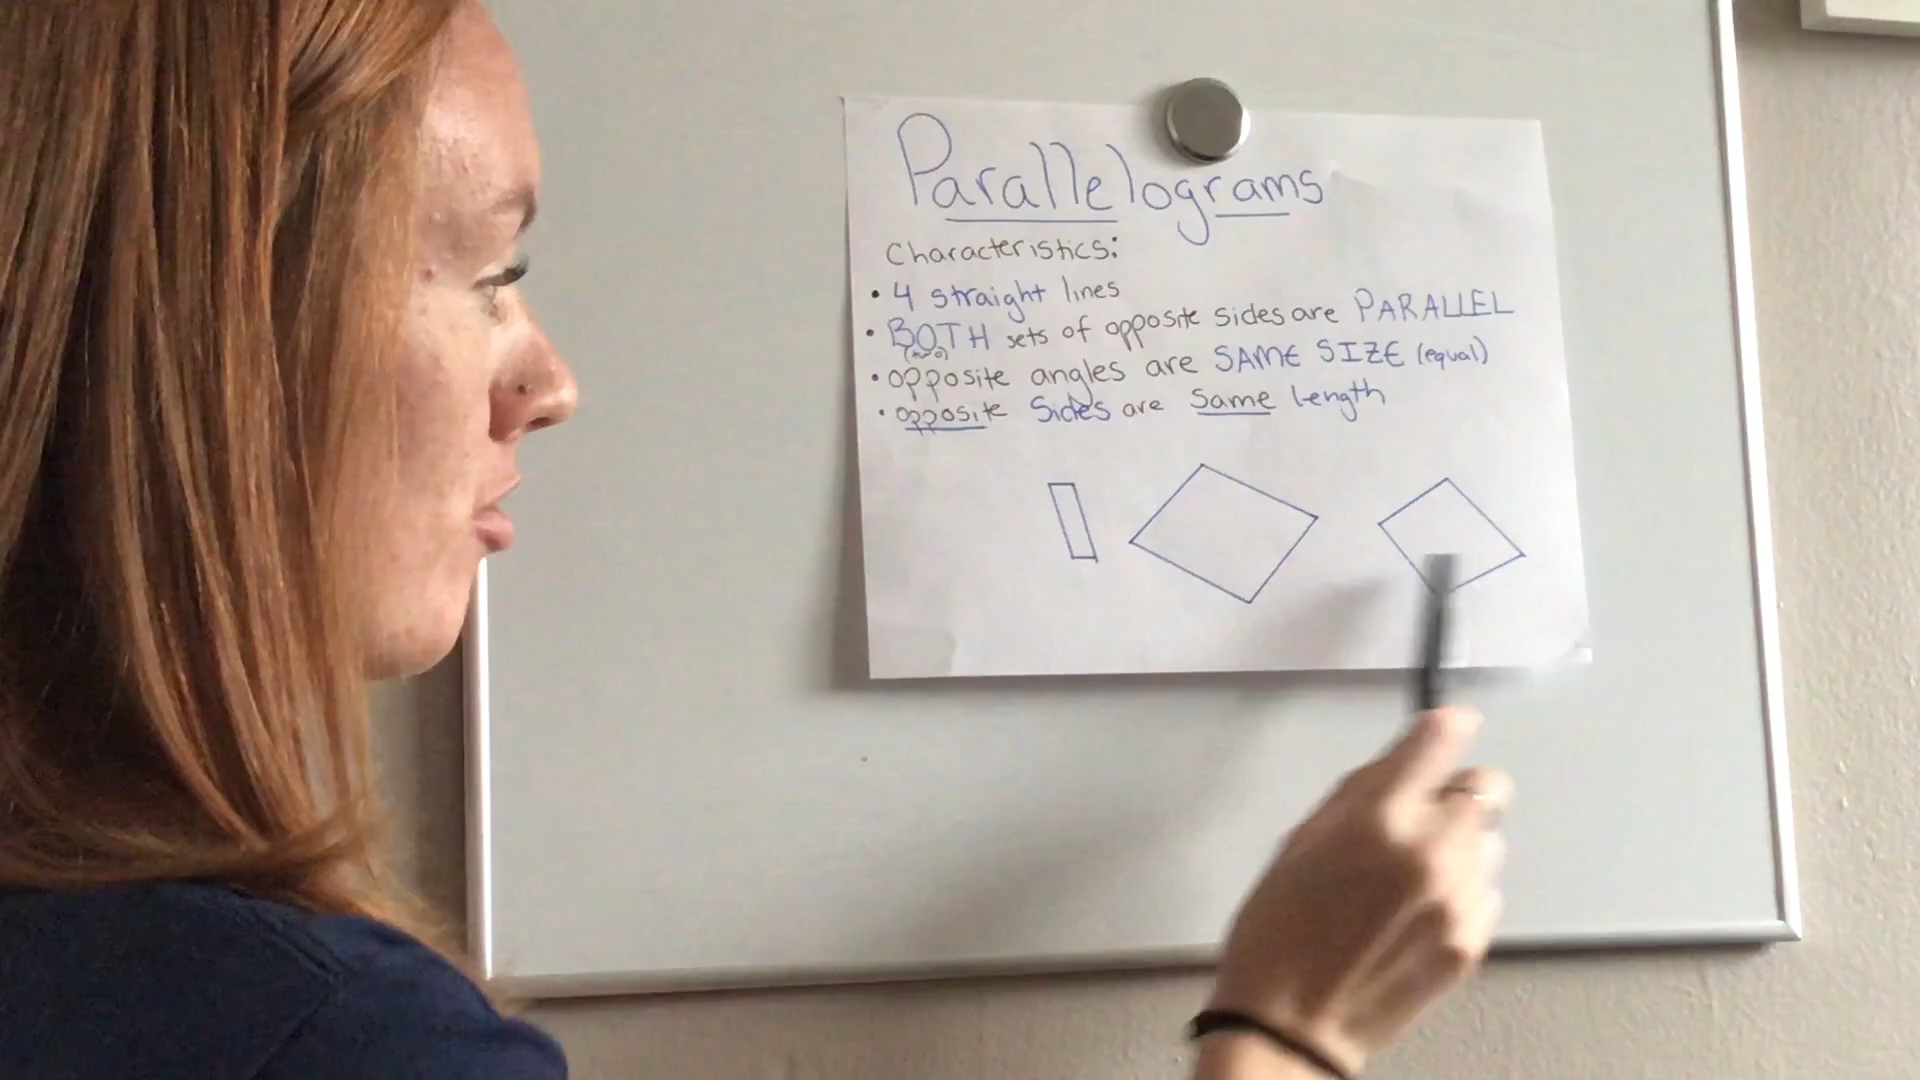 Parallelograms
Characteristics:
• 4 straight lines
• BOTH sets of opposite sides are PARALLEL
(two)
• opposite angles are SAME SIZE (equal)
• opposite Sides are Same length